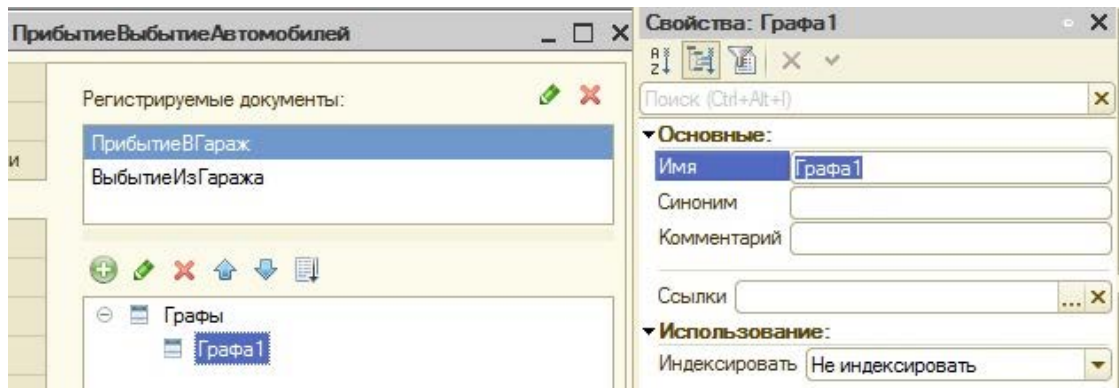 ПрибытиеВыбытиеАвтомобилей
Регистрируемые документы:
ПрибытиеВГараж
и
ВыбытиеИзГаража
Графы
Графа1
Свойства: Графа1
Поиск (Ctrl+Alt+I)
Основные:
Имя Графа1
Синоним
Комментарий
Ссылки ...
Использование:
Индексировать Не индексировать